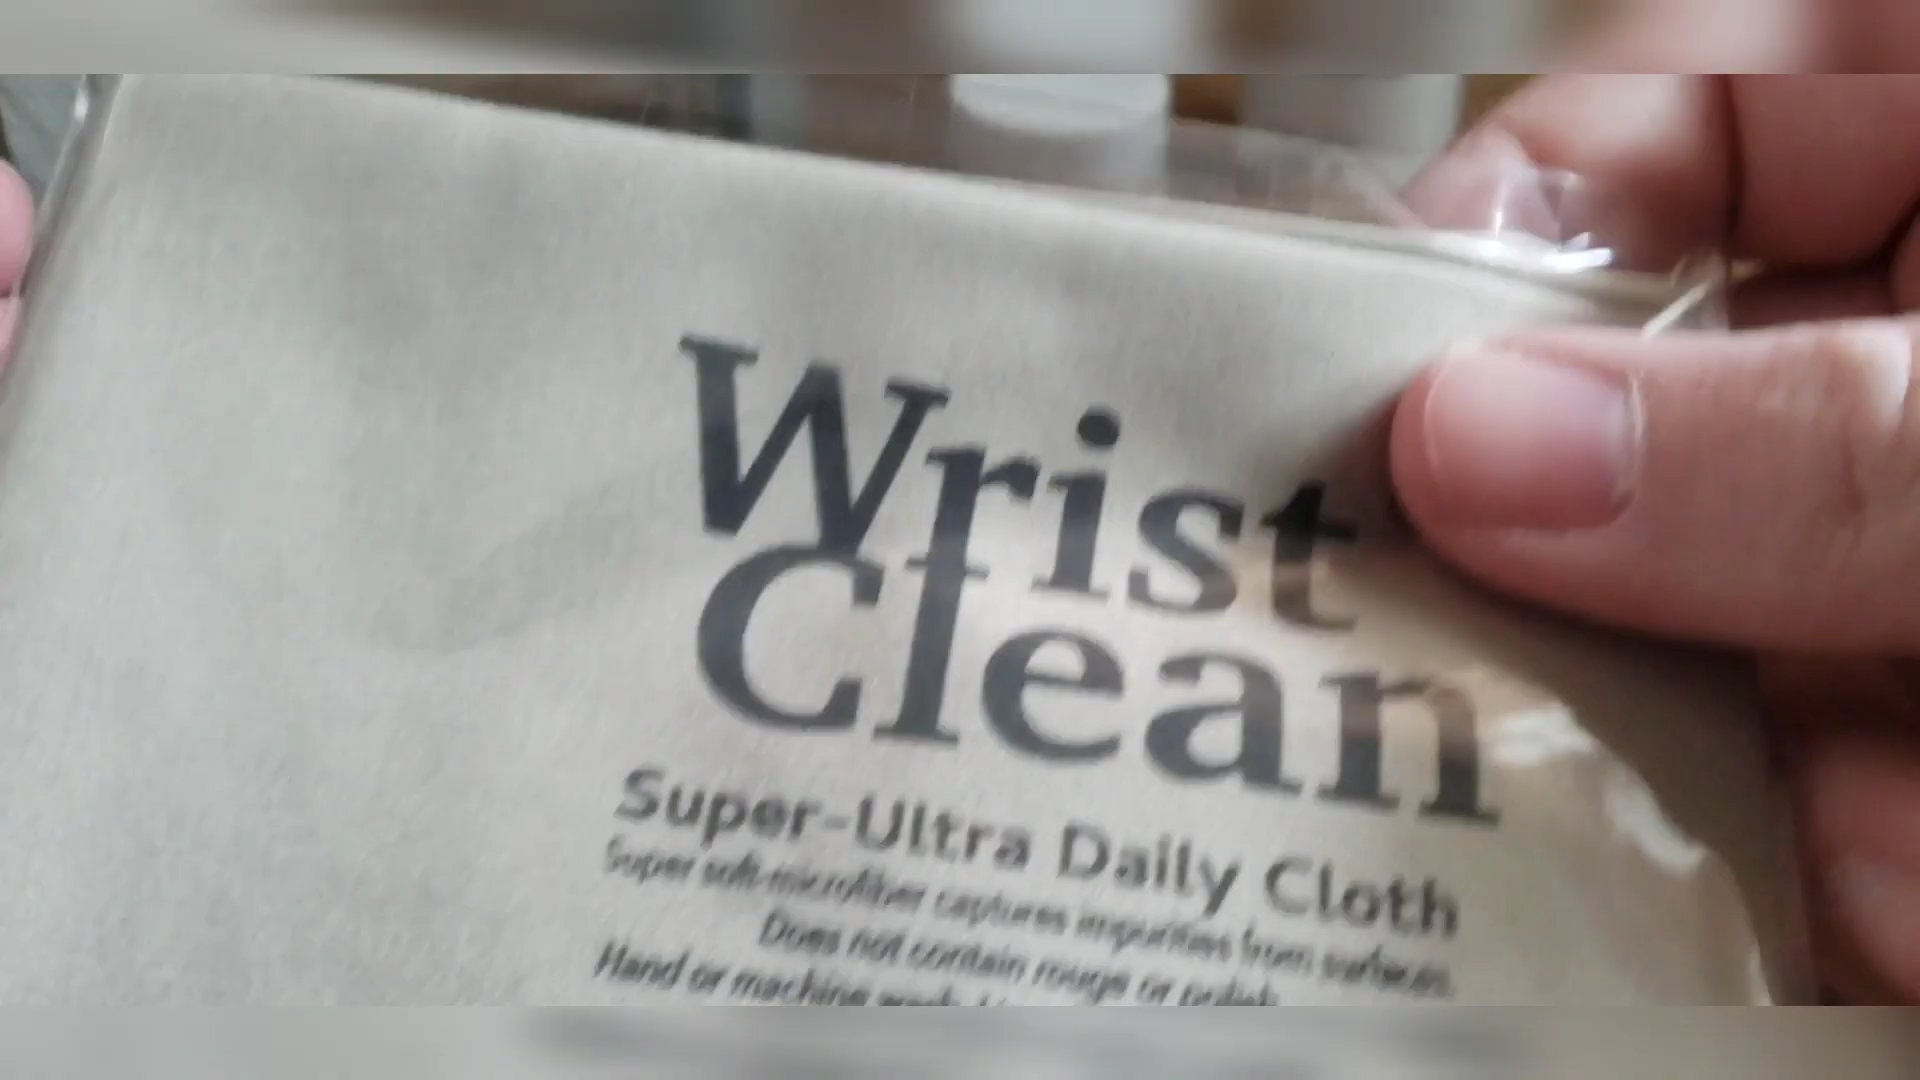 Wrist
Clean
Super-Ultra Daily Cloth
Super soft microfiber captures impurities from surfaces.
Does not contain rouge or polish.
Hand or machine wash.